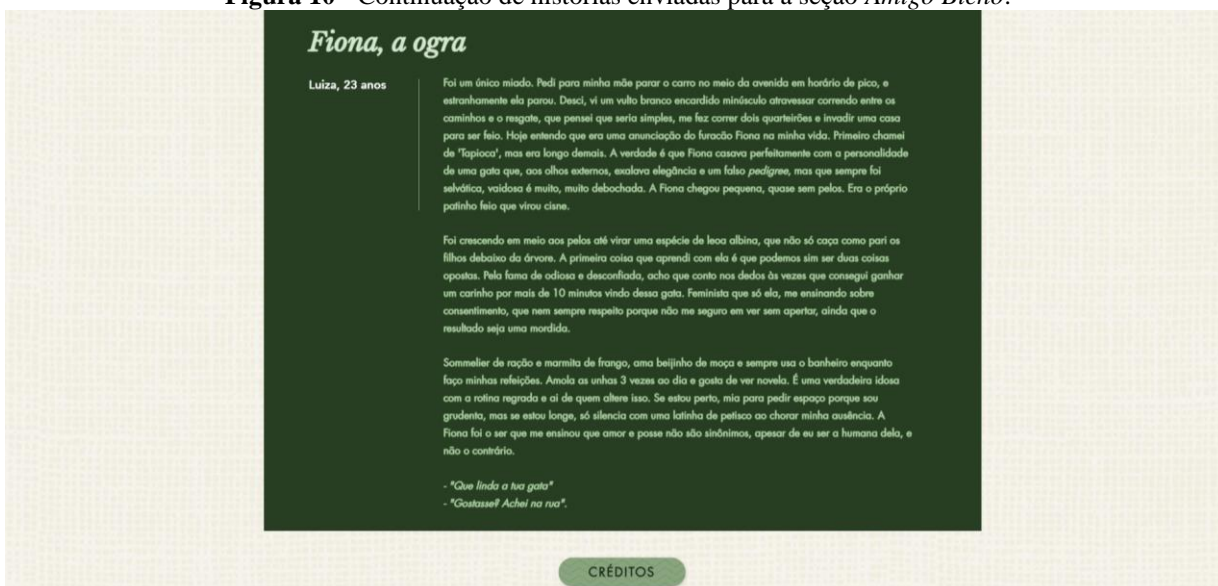 Figura 10 - Continuação de histórias enviadas para a seção Amigo Bicho.
Fiona, a ogra
Luiza, 23 anos
Foi um único miado. Pedi para minha mãe parar o carro no meio da avenida em horário de pico, e
estranhamente ela parou. Desci, vi um vulto branco encardido minúsculo atravessar correndo entre os
caminhos e o resgate, que pensei que seria simples, me fez correr dois quarteirões e invadir uma casa
para ser feio. Hoje entendo que era uma anunciação do furacão Fiona na minha vida. Primeiro chamei
de 'Tapioca', mas era longo demais. A verdade é que Fiona casava perfeitamente com a personalidade
de uma gata que, aos olhos externos, exalava elegância e um falso pedigree, mas que sempre foi
selvática, vaidosa é muito, muito debochada. A Fiona chegou pequena, quase sem pelos. Era o próprio
patinho feio que virou cisne.
Foi crescendo em meio aos pelos até virar uma espécie de leoa albina, que não só caça como pari os
filhos debaixo da árvore. A primeira coisa que aprendi com ela é que podemos sim ser duas coisas
opostas. Pela fama de odiosa e desconfiada, acho que conto nos dedos às vezes que consegui ganhar
um carinho por mais de 10 minutos vindo dessa gata. Feminista que só ela, me ensinando sobre
consentimento, que nem sempre respeito porque não me seguro em ver sem apertar, ainda que o
resultado seja uma mordida.
Sommelier de ração e marmita de frango, ama beijinho de moça e sempre usa o banheiro enquanto
faço minhas refeições. Amola as unhas 3 vezes ao dia e gosta de ver novela. É uma verdadeira idosa
com a rotina regrada e ai de quem altere isso. Se estou perto, mia para pedir espaço porque sou
grudenta, mas se estou longe, só silencia com uma latinha de petisco ao chorar minha ausência. A
Fiona foi o ser que me ensinou que amor e posse não são sinônimos, apesar de eu ser a humana dela, e
não o contrário.
- "Que linda a tua gata"
- "Gostasse? Achei na rua".
CRÉDITOS